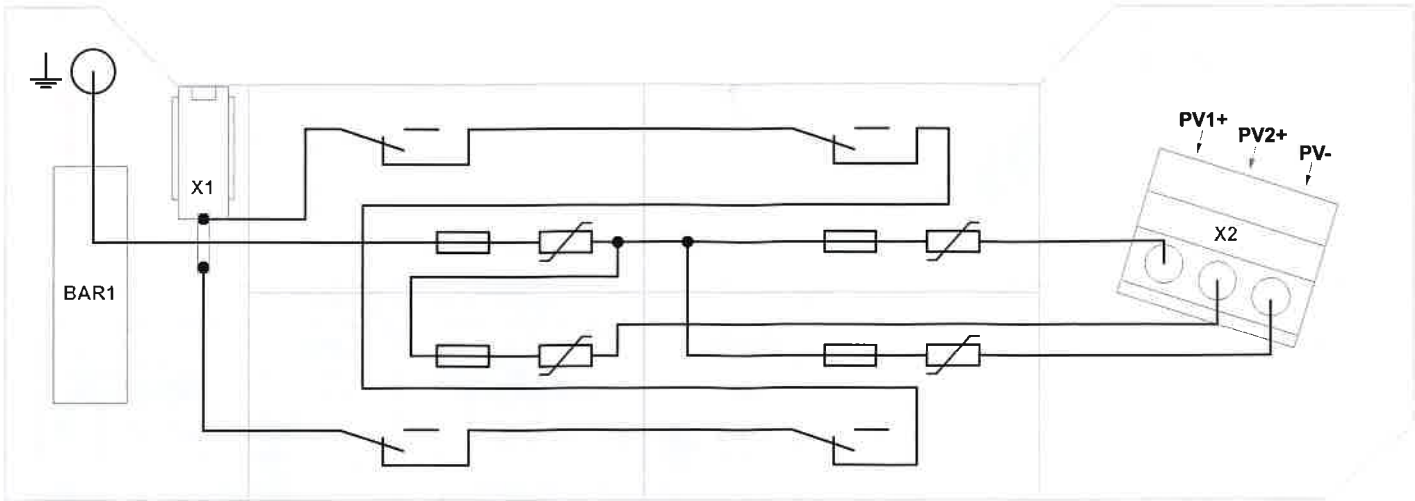 PV1+
PV2+
PV-
X1
X2
BAR1